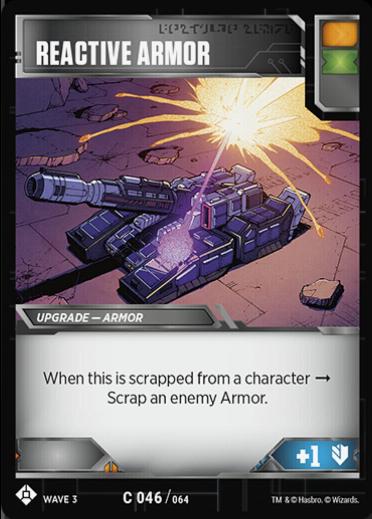 REACTIVE ARMOR
UPGRADE — ARMOR
When this is scrapped from a character →
Scrap an enemy Armor.
+1
WAVE 3
C 046/064
TM & © Hasbro. © Wizards.